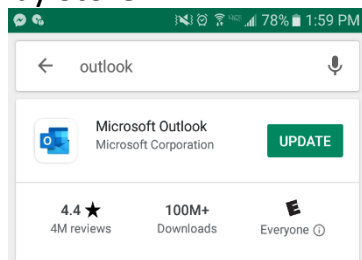 78% 1:59 PM
outlook
Microsoft Outlook
Microsoft Corporation
UPDATE
4.4 ★ 100M+ E
4M reviews Downloads Everyone